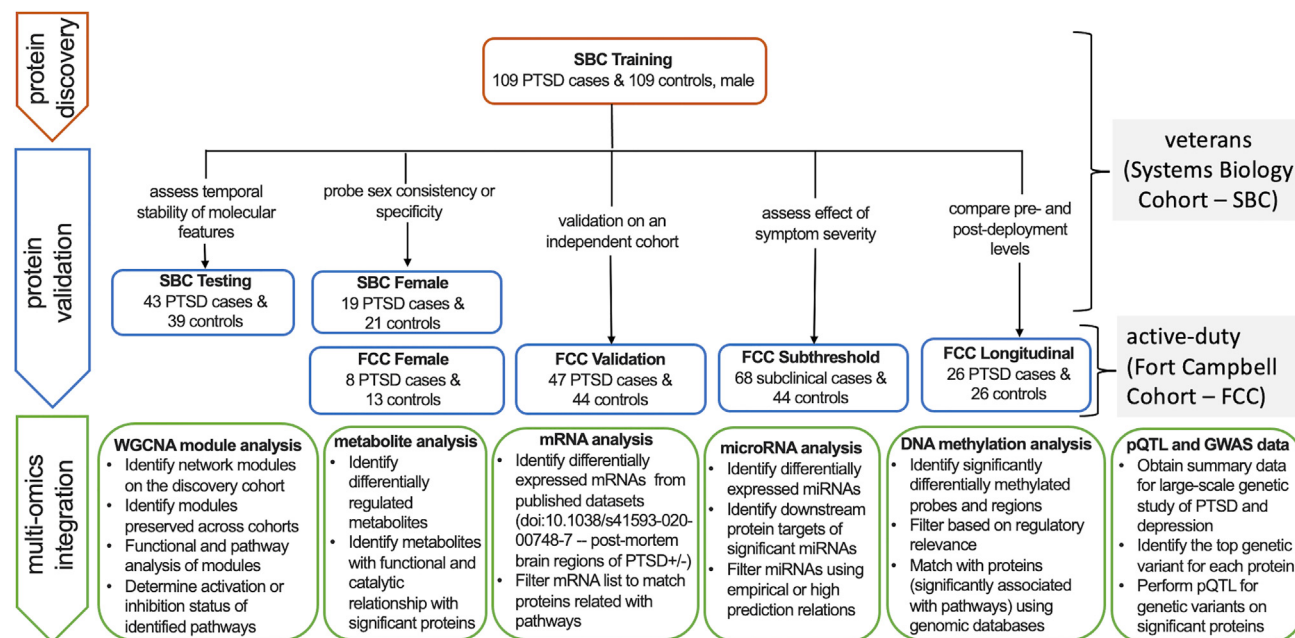 protein
discovery
SBC Training
109 PTSD cases & 109 controls, male
veterans
(Systems Biology
Cohort – SBC)
protein
validation
assess temporal
stability of molecular
features
probe sex consistency or
specificity
validation on an
independent cohort
assess effect of
symptom severity
compare pre- and
post-deployment
levels
SBC Testing
43 PTSD cases &
39 controls
SBC Female
19 PTSD cases &
21 controls
FCC Female
8 PTSD cases &
13 controls
FCC Validation
47 PTSD cases &
44 controls
FCC Subthreshold
68 subclinical cases &
44 controls
FCC Longitudinal
26 PTSD cases &
26 controls
active-duty
(Fort Campbell
Cohort – FCC)
multi-omics
integration
WGCNA module analysis
• Identify network modules
on the discovery cohort
• Identify modules
preserved across cohorts
• Functional and pathway
analysis of modules
• Determine activation or
inhibition status of
identified pathways
metabolite analysis
• Identify
differentially
regulated
metabolites
• Identify metabolites
with functional and
catalytic
relationship with
significant proteins
mRNA analysis
• Identify differentially
expressed mRNAs from
published datasets
(doi:10.1038/s41593-020-
00748-7 -- post-mortem
brain regions of PTSD+/-)
• Filter mRNA list to match
proteins related with
pathways
microRNA analysis
• Identify differentially
expressed miRNAs
• Identify downstream
protein targets of
significant miRNAs
• Filter miRNAs using
empirical or high
prediction relations
DNA methylation analysis
• Identify significantly
differentially methylated
probes and regions
• Filter based on regulatory
relevance
• Match with proteins
(significantly associated
with pathways) using
genomic databases
pQTL and GWAS data
• Obtain summary data
for large-scale genetic
study of PTSD and
depression
• Identify the top genetic
variant for each protein
• Perform pQTL for
genetic variants on
significant proteins